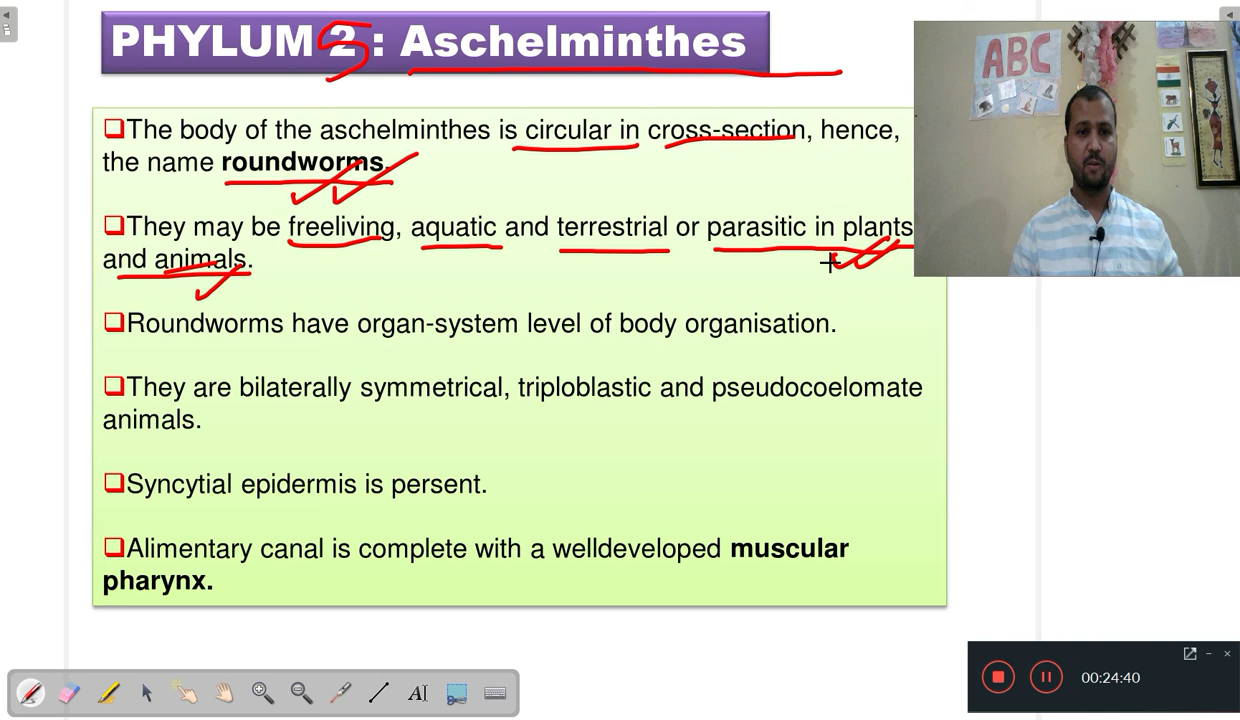 PHYLUM 2 : Aschelminthes
5
ABC
❑The body of the aschelminthes is circular in cross-section, hence,
the name roundworms.
❑They may be freeliving, aquatic and terrestrial or parasitic in plants
and animals.
❑Roundworms have organ-system level of body organisation.
❑They are bilaterally symmetrical, triploblastic and pseudocoelomate
animals.
❑Syncytial epidermis is persent.
❑Alimentary canal is complete with a welldeveloped muscular
pharynx.
AI
00:24:40